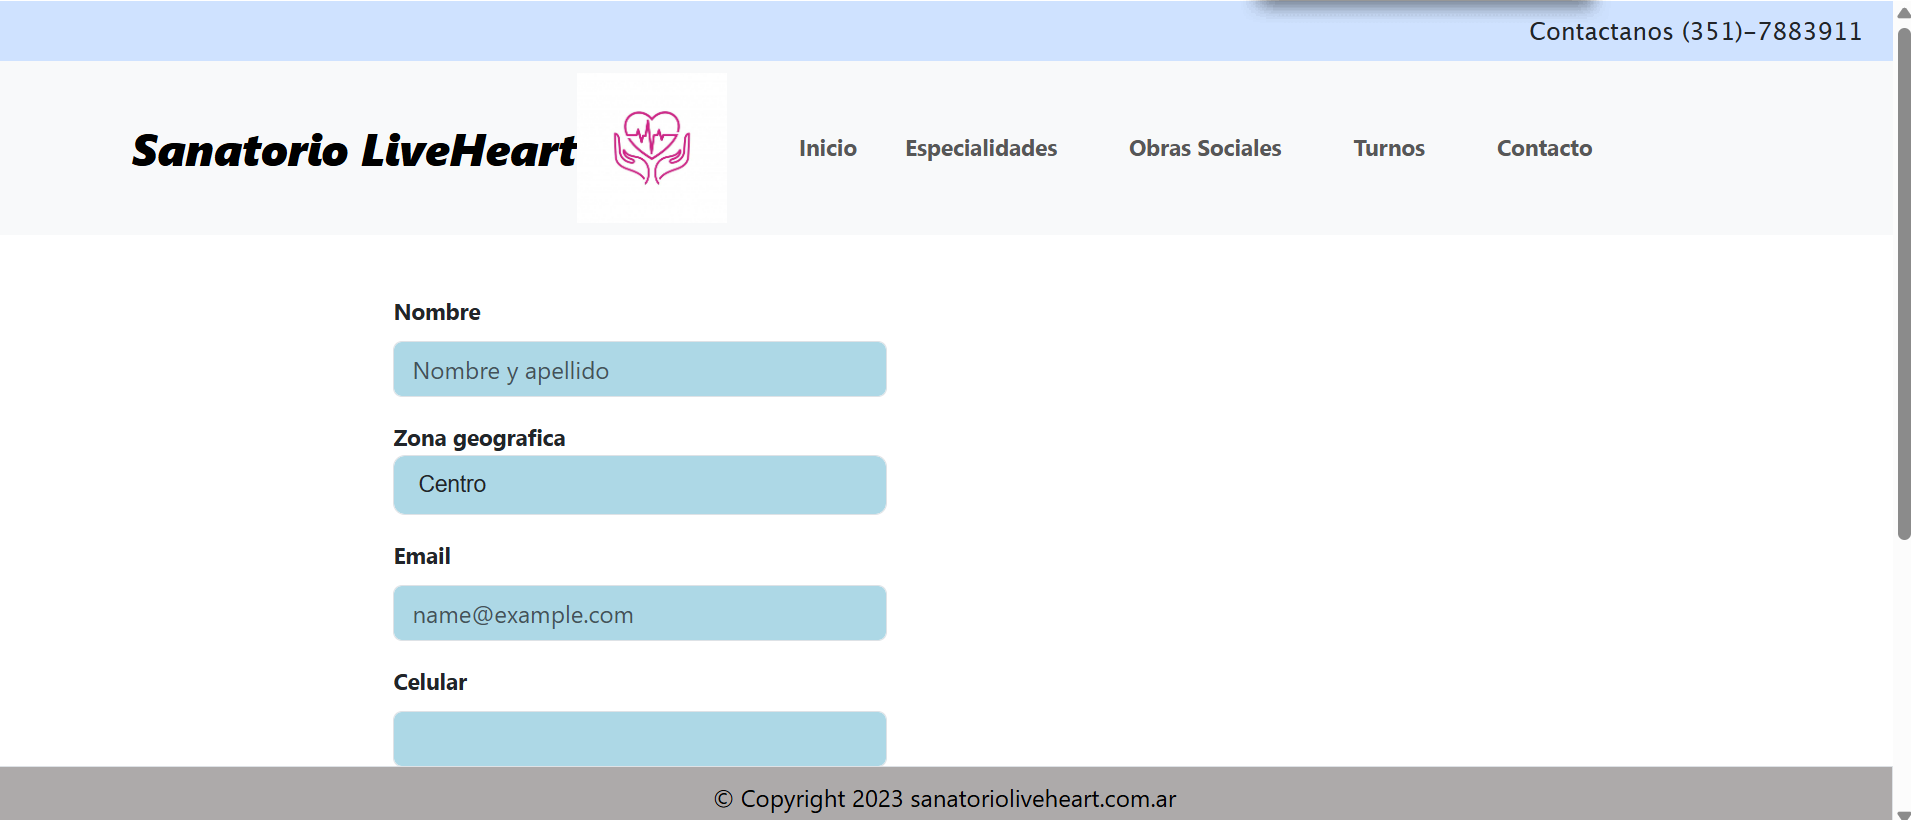 Contactanos (351)-7883911
Sanatorio LiveHeart
Inicio
Especialidades
Obras Sociales
Turnos
Contacto
Nombre
Nombre y apellido
Zona geografica
Centro
Email
name@example.com
Celular
© Copyright 2023 sanatorioliveheart.com.ar